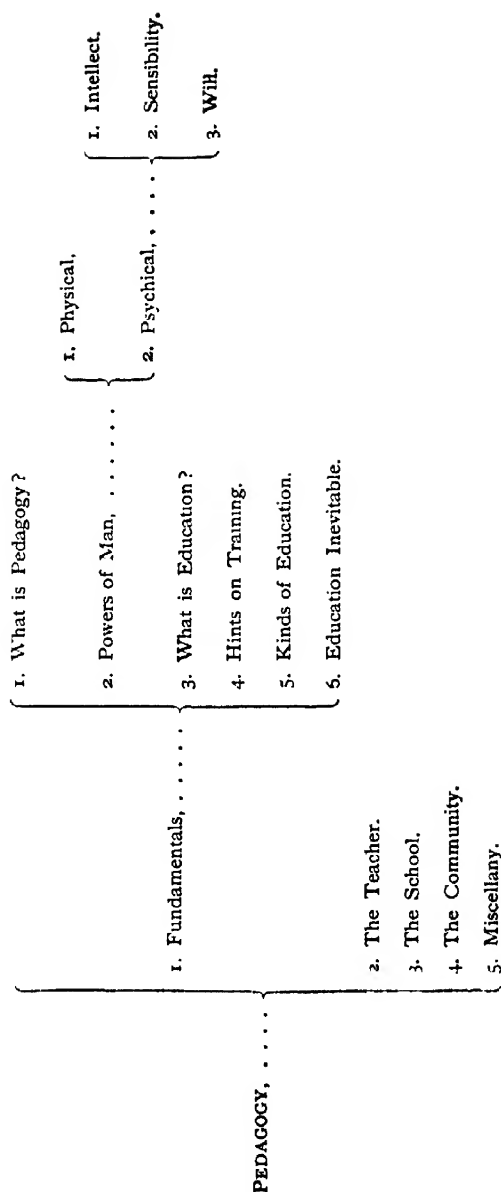 PEDAGOGY, . . . . .
1. Fundamentals, . . . . . .
1. What is Pedagogy?
2. Powers of Man, . . . . . . .
1. Physical.
2. Psychical, . . . . .
1. Intellect.
2. Sensibility.
3. Will.
3. What is Education?
4. Hints on Training.
5. Kinds of Education.
6. Education Inevitable.
2. The Teacher.
3. The School.
4. The Community.
5. Miscellany.